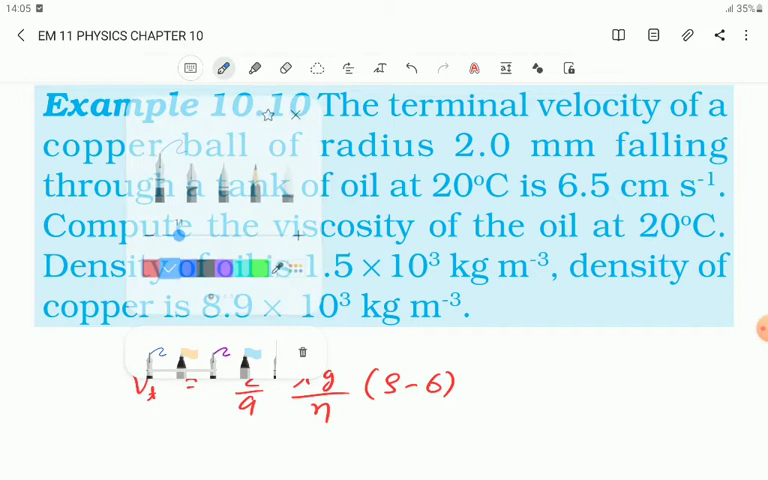 14:05 35%
EM 11 PHYSICS CHAPTER 10
Example 10.10 The terminal velocity of a
copper ball of radius 2.0 mm falling
through a tank of oil at 20ºC is 6.5 cm s⁻¹.
Compute the viscosity of the oil at 20ºC.
Density of oil is 1.5 × 10³ kg m⁻³, density of
copper is 8.9 × 10³ kg m⁻³.